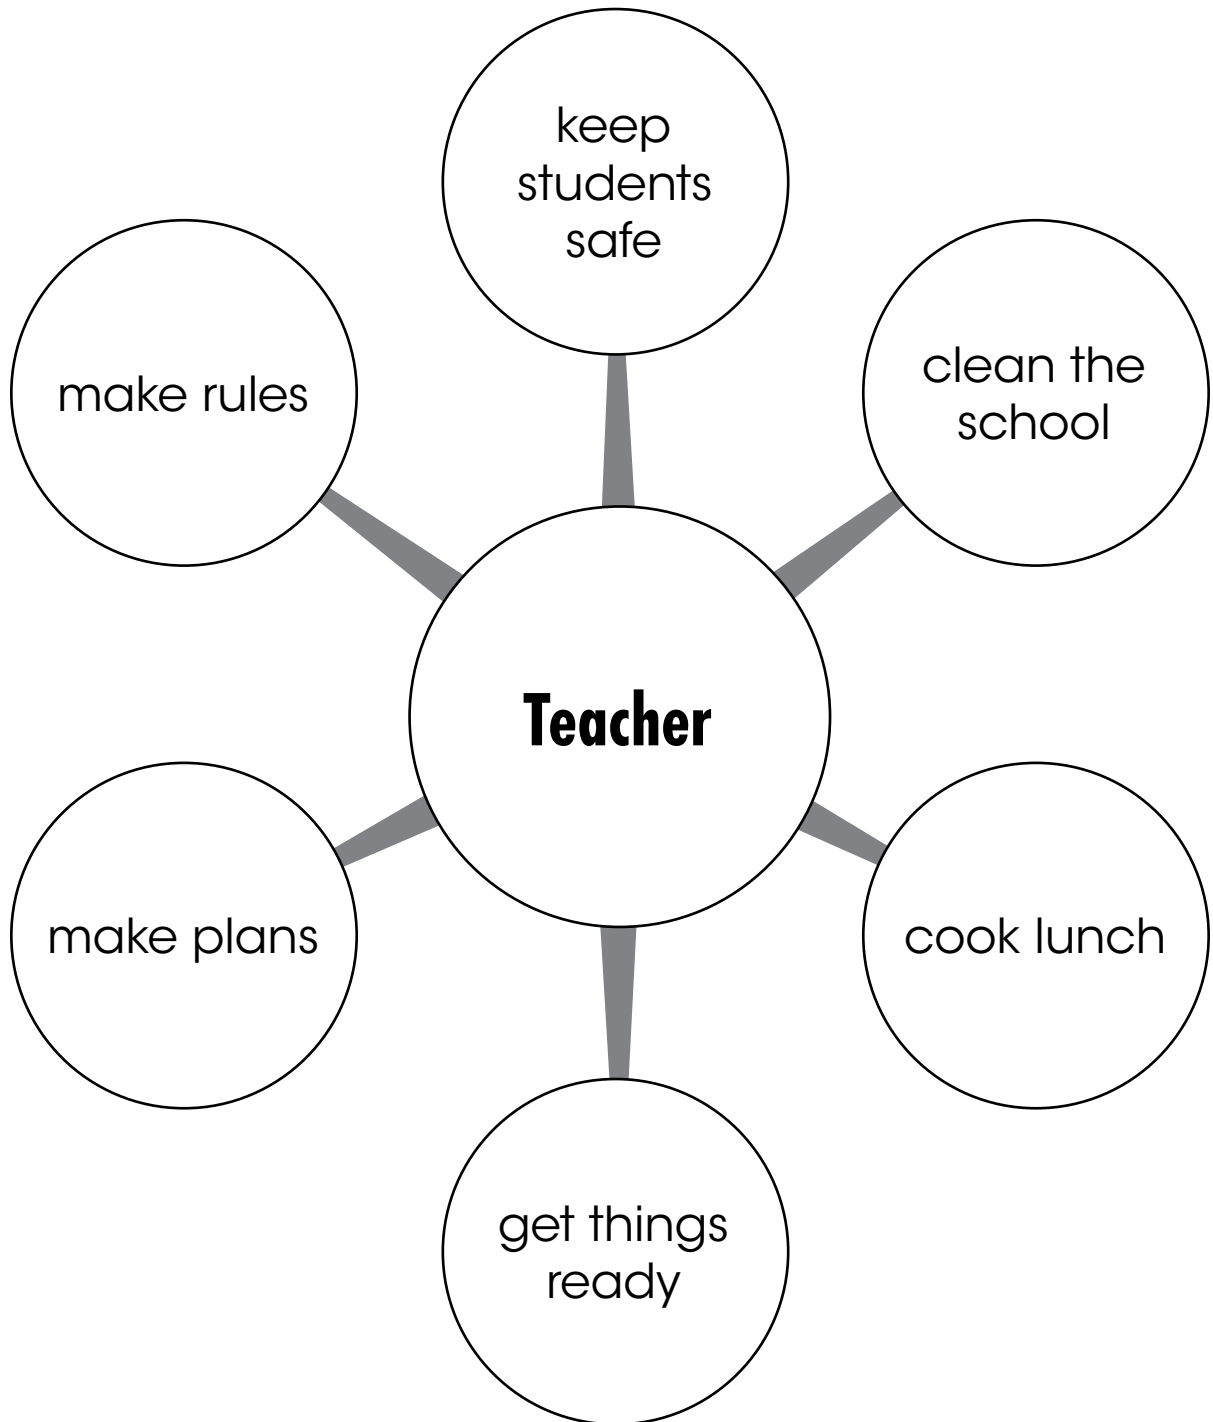 keep
students
safe
make rules
clean the
school
Teacher
make plans
cook lunch
get things
ready